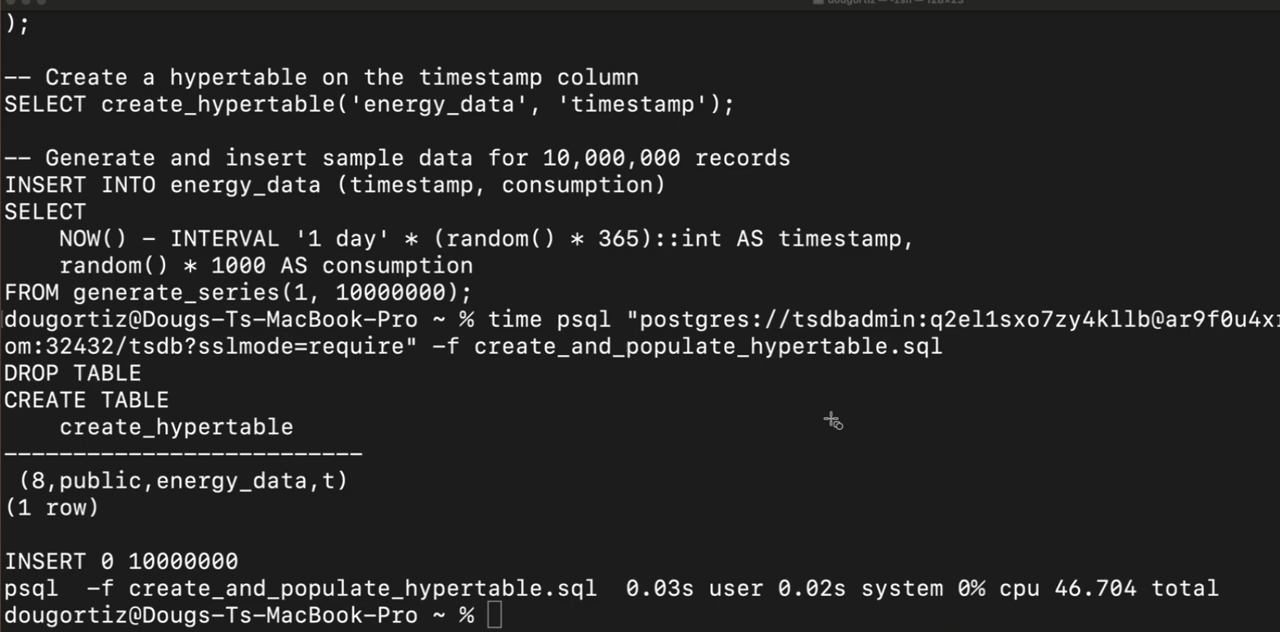 );
-- Create a hypertable on the timestamp column
SELECT create_hypertable('energy_data', 'timestamp');
-- Generate and insert sample data for 10,000,000 records
INSERT INTO energy_data (timestamp, consumption)
SELECT
    NOW() - INTERVAL '1 day' * (random() * 365)::int AS timestamp,
    random() * 1000 AS consumption
FROM generate_series(1, 10000000);
dougortiz@Dougs-Ts-MacBook-Pro ~ % time psql "postgres://tsdbadmin:q2el1sxo7zy4kllb@ar9f0u4x
om:32432/tsdb?sslmode=require" -f create_and_populate_hypertable.sql
DROP TABLE
CREATE TABLE
    create_hypertable
--------------------------
 (8,public,energy_data,t)
(1 row)
INSERT 0 10000000
psql  -f create_and_populate_hypertable.sql  0.03s user 0.02s system 0% cpu 46.704 total
dougortiz@Dougs-Ts-MacBook-Pro ~ %